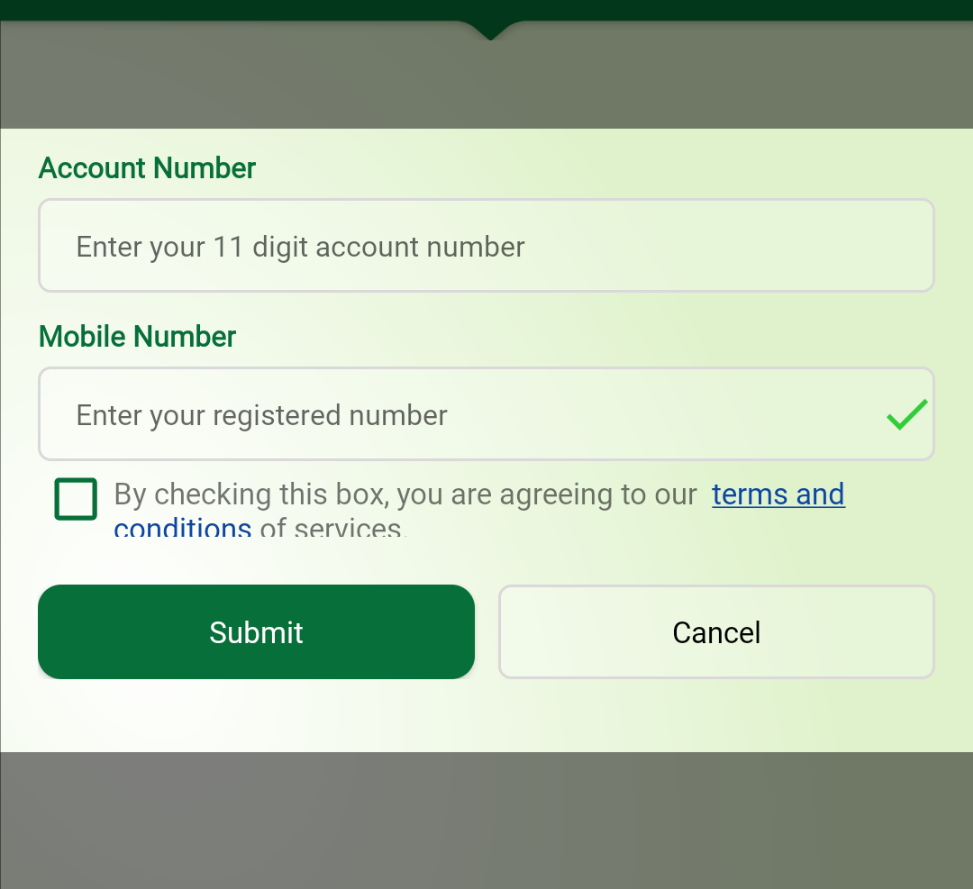 Account Number
Enter your 11 digit account number
Mobile Number
Enter your registered number
By checking this box, you are agreeing to our terms and
conditions of services.
Submit
Cancel